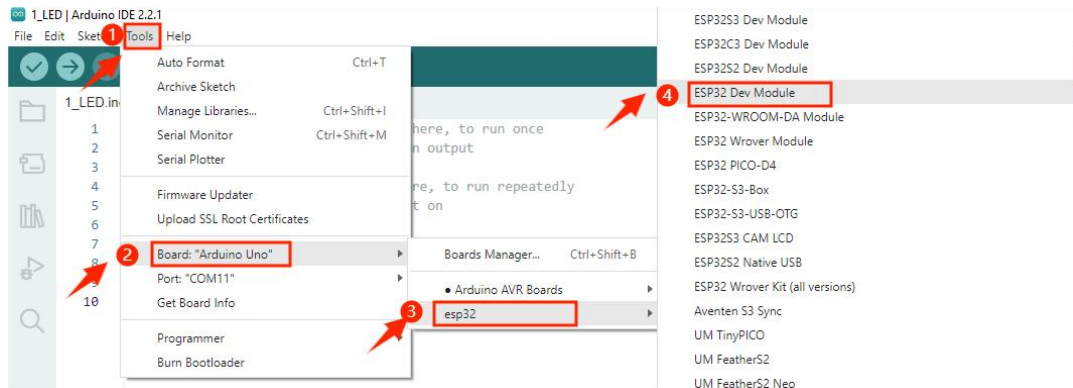 1_LED | Arduino IDE 2.2.1
File Edit Sket Tools Help
1
Auto Format Ctrl+T
Archive Sketch
Manage Libraries... Ctrl+Shift+I
Serial Monitor Ctrl+Shift+M
Serial Plotter
Firmware Updater
Upload SSL Root Certificates
2
Board: "Arduino Uno"
Port: "COM11"
Get Board Info
Programmer
Burn Bootloader
1_LED.in
1
2
3
4
5
6
7
8
9
10
here, to run once
n output
re, to run repeatedly
t on
Boards Manager... Ctrl+Shift+B
• Arduino AVR Boards
3
esp32
ESP32S3 Dev Module
ESP32C3 Dev Module
ESP32S2 Dev Module
4
ESP32 Dev Module
ESP32-WROOM-DA Module
ESP32 Wrover Module
ESP32 PICO-D4
ESP32-S3-Box
ESP32-S3-USB-OTG
ESP32S3 CAM LCD
ESP32S2 Native USB
ESP32 Wrover Kit (all versions)
Aventen S3 Sync
UM TinyPICO
UM FeatherS2
UM FeatherS2 Neo